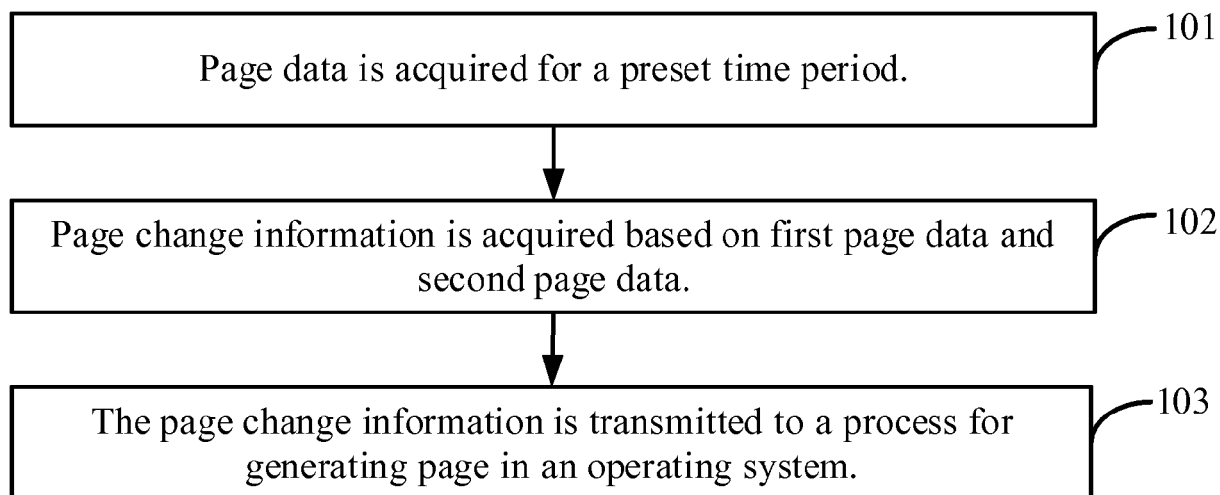 Page data is acquired for a preset time period.
101
Page change information is acquired based on first page data and
second page data.
102
The page change information is transmitted to a process for
generating page in an operating system.
103